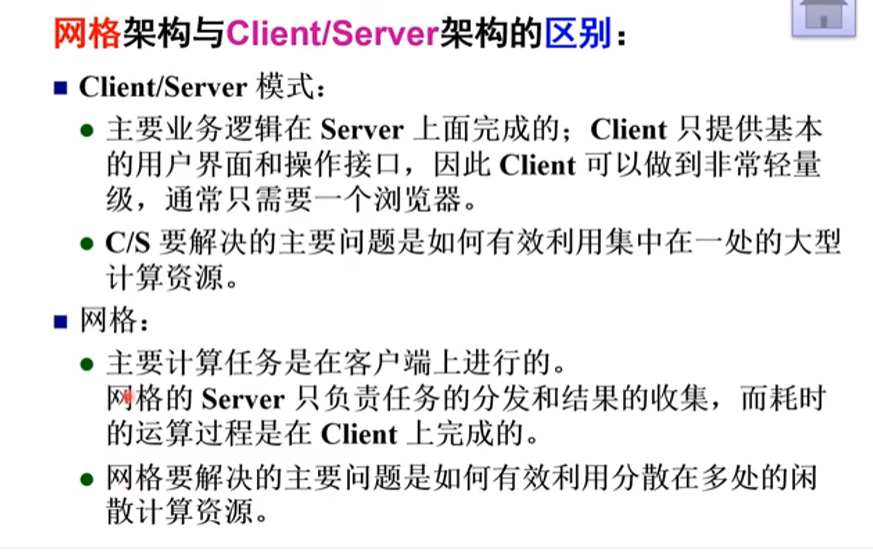 网格架构与Client/Server架构的区别：
Client/Server 模式：
主要业务逻辑在 Server 上面完成的；Client 只提供基本
的用户界面和操作接口，因此 Client 可以做到非常轻量
级，通常只需要一个浏览器。
C/S 要解决的主要问题是如何有效利用集中在一处的大型
计算资源。
网格：
主要计算任务是在客户端上进行的。
网格的 Server 只负责任务的分发和结果的收集，而耗时
的运算过程是在 Client 上完成的。
网格要解决的主要问题是如何有效利用分散在多处的闲
散计算资源。